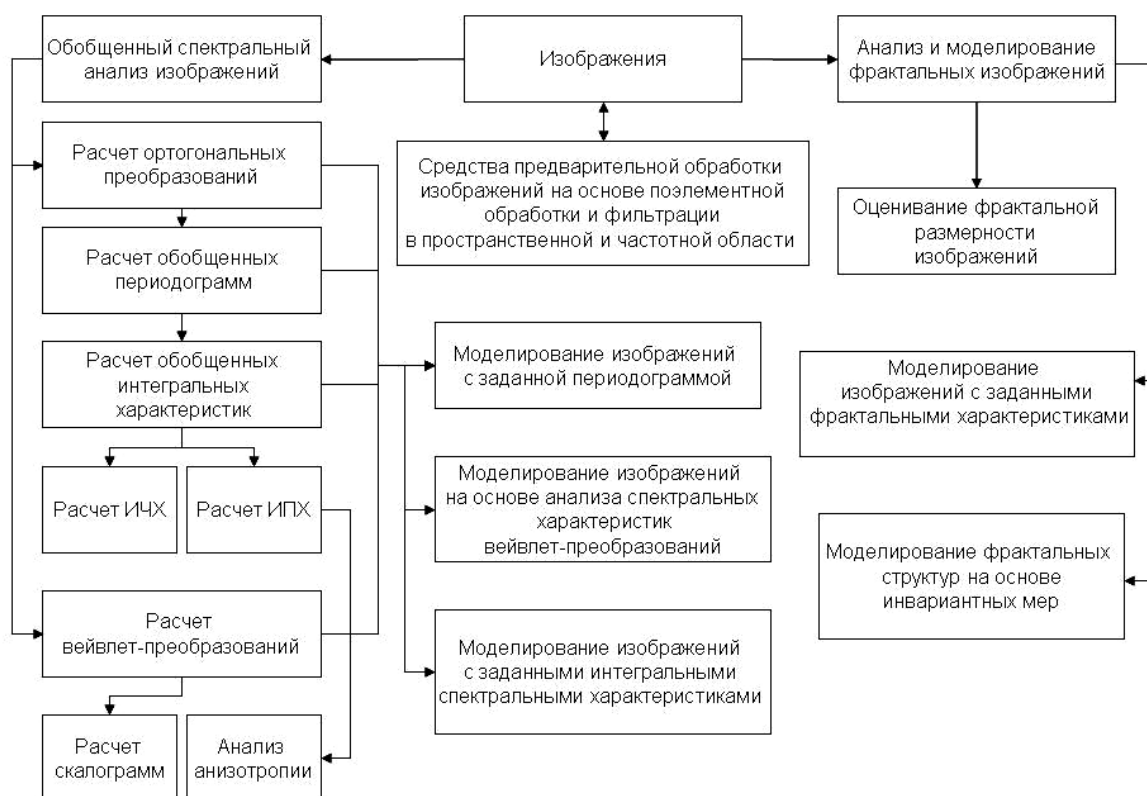 Обобщенный спектральный
анализ изображений
Изображения
Анализ и моделирование
фрактальных изображений
Расчет ортогональных
преобразований
Средства предварительной обработки
изображений на основе поэлементной
обработки и фильтрации
в пространственной и частотной области
Оценивание фрактальной
размерности
изображений
Расчет обобщенных
периодограмм
Расчет обобщенных
интегральных
характеристик
Моделирование изображений
с заданной периодограммой
Моделирование
изображений с заданными
фрактальными характеристиками
Расчет ИЧХ
Расчет ИПХ
Моделирование изображений
на основе анализа спектральных
характеристик
вейвлет-преобразований
Моделирование фрактальных
структур на основе
инвариантных мер
Расчет
вейвлет-преобразований
Моделирование изображений
с заданными интегральными
спектральными характеристиками
Расчет
скалограмм
Анализ
анизотропии